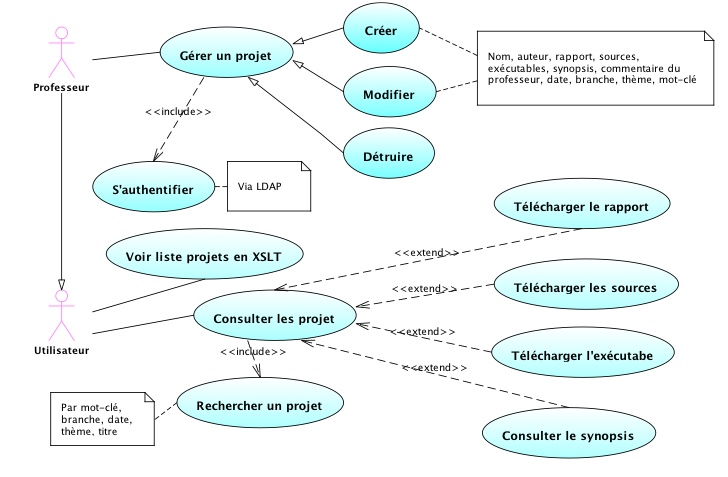 Créer
Gérer un projet
Nom, auteur, rapport, sources,
exécutables, synopsis, commentaire du
professeur, date, branche, thème, mot-clé
Professeur
Modifier
<<include>>
Détruire
S'authentifier
Via LDAP
Télécharger le rapport
Voir liste projets en XSLT
<<extend>>
Télécharger les sources
<<extend>>
Consulter les projet
Utilisateur
<<extend>>
<<include>>
Télécharger l'exécutabe
<<extend>>
Rechercher un projet
Par mot-clé,
branche, date,
thème, titre
Consulter le synopsis